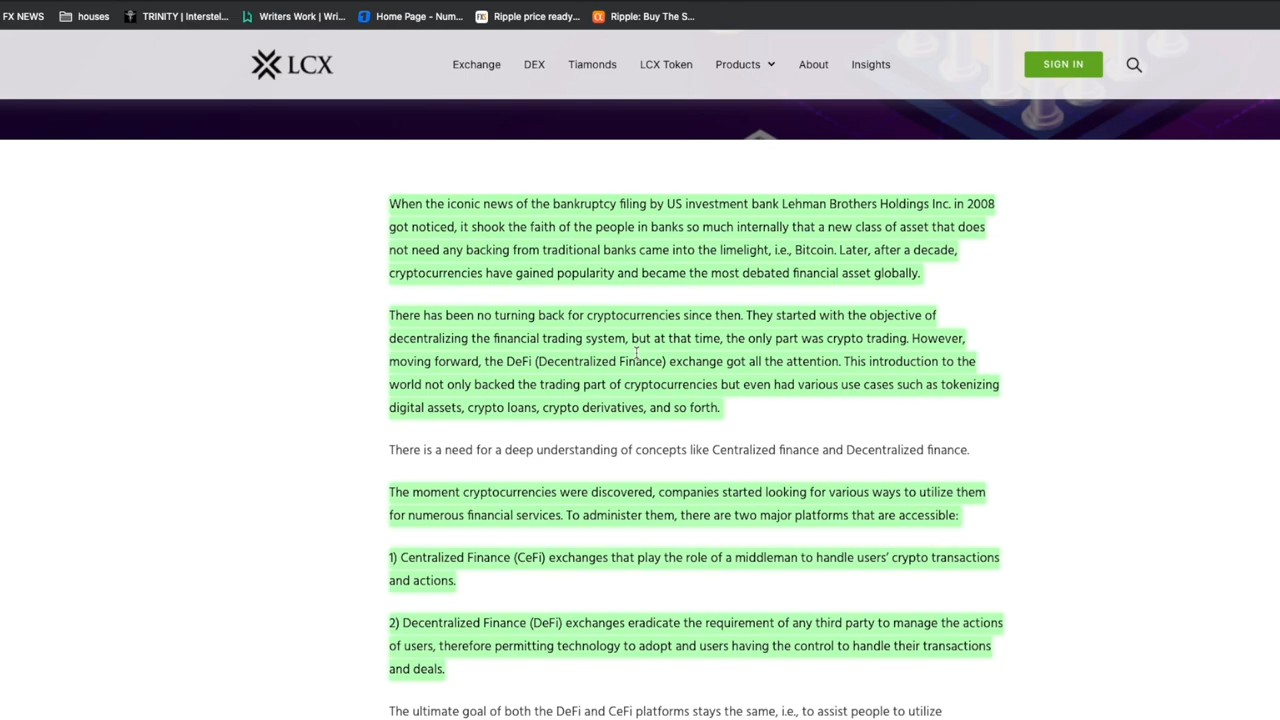 FX NEWS houses TRINITY | Interstel... Writers Work | Wri... Home Page - Num... Ripple price ready... Ripple: Buy The S...
LCX Exchange DEX Tiamonds LCX Token Products About Insights SIGN IN
When the iconic news of the bankruptcy filing by US investment bank Lehman Brothers Holdings Inc. in 2008
got noticed, it shook the faith of the people in banks so much internally that a new class of asset that does
not need any backing from traditional banks came into the limelight, i.e., Bitcoin. Later, after a decade,
cryptocurrencies have gained popularity and became the most debated financial asset globally.
There has been no turning back for cryptocurrencies since then. They started with the objective of
decentralizing the financial trading system, but at that time, the only part was crypto trading. However,
moving forward, the DeFi (Decentralized Finance) exchange got all the attention. This introduction to the
world not only backed the trading part of cryptocurrencies but even had various use cases such as tokenizing
digital assets, crypto loans, crypto derivatives, and so forth.
There is a need for a deep understanding of concepts like Centralized finance and Decentralized finance.
The moment cryptocurrencies were discovered, companies started looking for various ways to utilize them
for numerous financial services. To administer them, there are two major platforms that are accessible:
1) Centralized Finance (CeFi) exchanges that play the role of a middleman to handle users' crypto transactions
and actions.
2) Decentralized Finance (DeFi) exchanges eradicate the requirement of any third party to manage the actions
of users, therefore permitting technology to adopt and users having the control to handle their transactions
and deals.
The ultimate goal of both the DeFi and CeFi platforms stays the same, i.e., to assist people to utilize